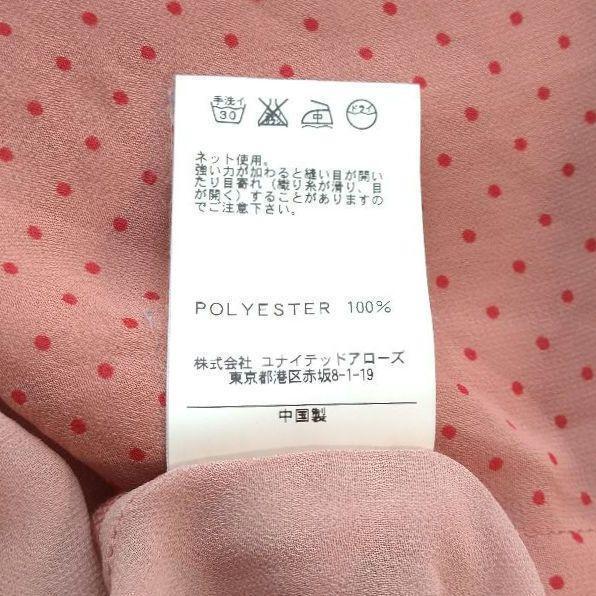 手洗イ 30 中 ドライ
ネット使用。
強い力が加わると縫い目が開い
たり目寄れ（織り糸が滑り、目
が開く）することがありますの
でご注意下さい。
POLYESTER 100%
株式会社 ユナイテッドアローズ
東京都港区赤坂8-1-19
中国製